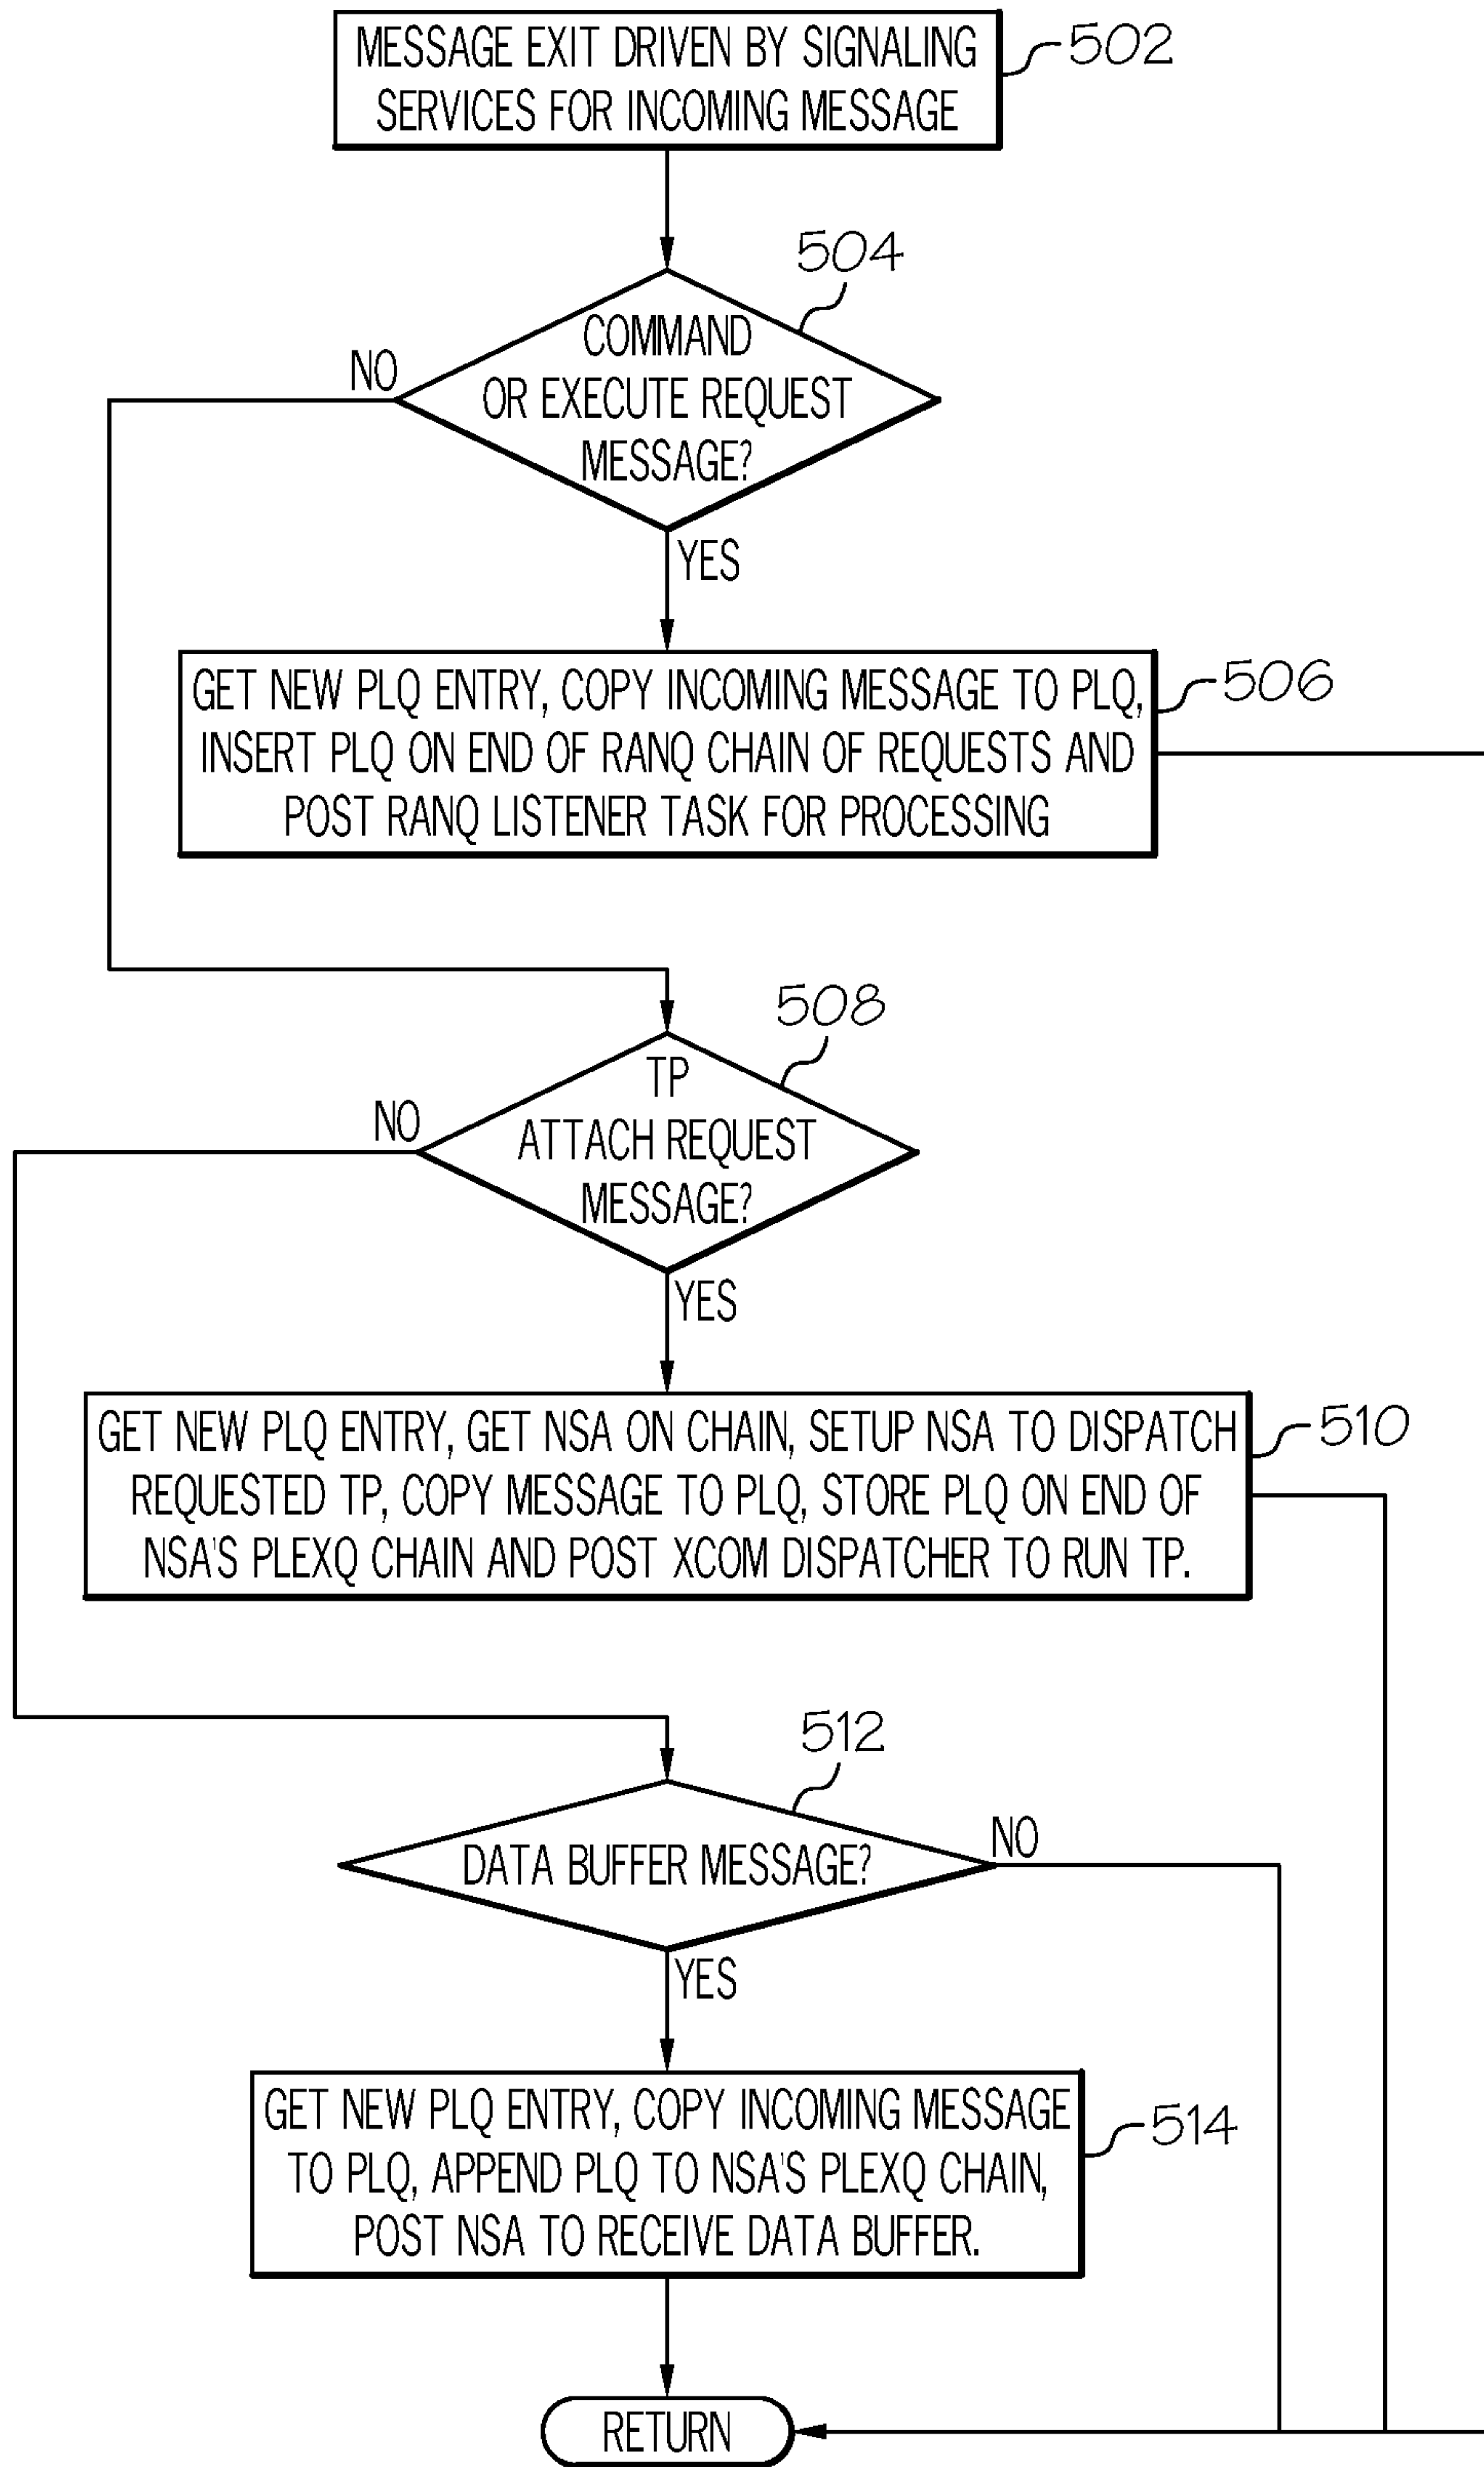 MESSAGE EXIT DRIVEN BY SIGNALING
SERVICES FOR INCOMING MESSAGE
502
504
COMMAND
OR EXECUTE REQUEST
MESSAGE?
NO
YES
GET NEW PLQ ENTRY, COPY INCOMING MESSAGE TO PLQ,
INSERT PLQ ON END OF RANQ CHAIN OF REQUESTS AND
POST RANQ LISTENER TASK FOR PROCESSING
506
508
TP
ATTACH REQUEST
MESSAGE?
NO
YES
GET NEW PLQ ENTRY, GET NSA ON CHAIN, SETUP NSA TO DISPATCH
REQUESTED TP, COPY MESSAGE TO PLQ, STORE PLQ ON END OF
NSA'S PLEXQ CHAIN AND POST XCOM DISPATCHER TO RUN TP.
510
512
DATA BUFFER MESSAGE?
NO
YES
GET NEW PLQ ENTRY, COPY INCOMING MESSAGE
TO PLQ, APPEND PLQ TO NSA'S PLEXQ CHAIN,
POST NSA TO RECEIVE DATA BUFFER.
514
RETURN